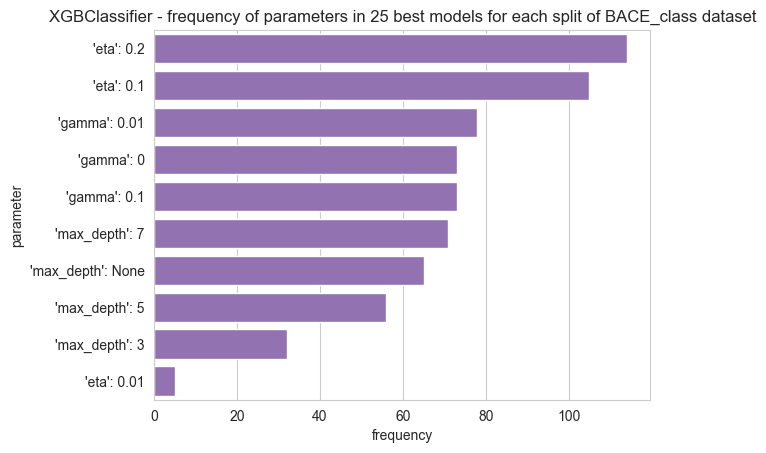 XGBClassifier - frequency of parameters in 25 best models for each split of BACE_class dataset
parameter
'eta': 0.2
'eta': 0.1
'gamma': 0.01
'gamma': 0
'gamma': 0.1
'max_depth': 7
'max_depth': None
'max_depth': 5
'max_depth': 3
'eta': 0.01
0 20 40 60 80 100
frequency